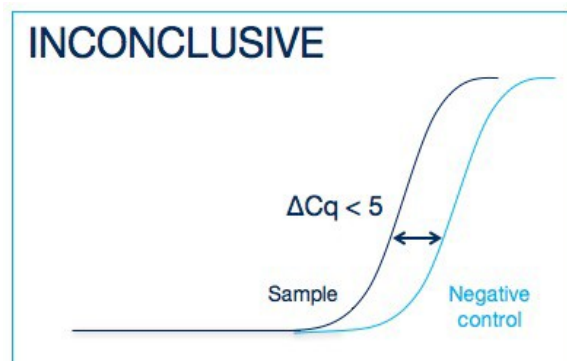 INCONCLUSIVE
ΔCq < 5
Sample
Negative
control